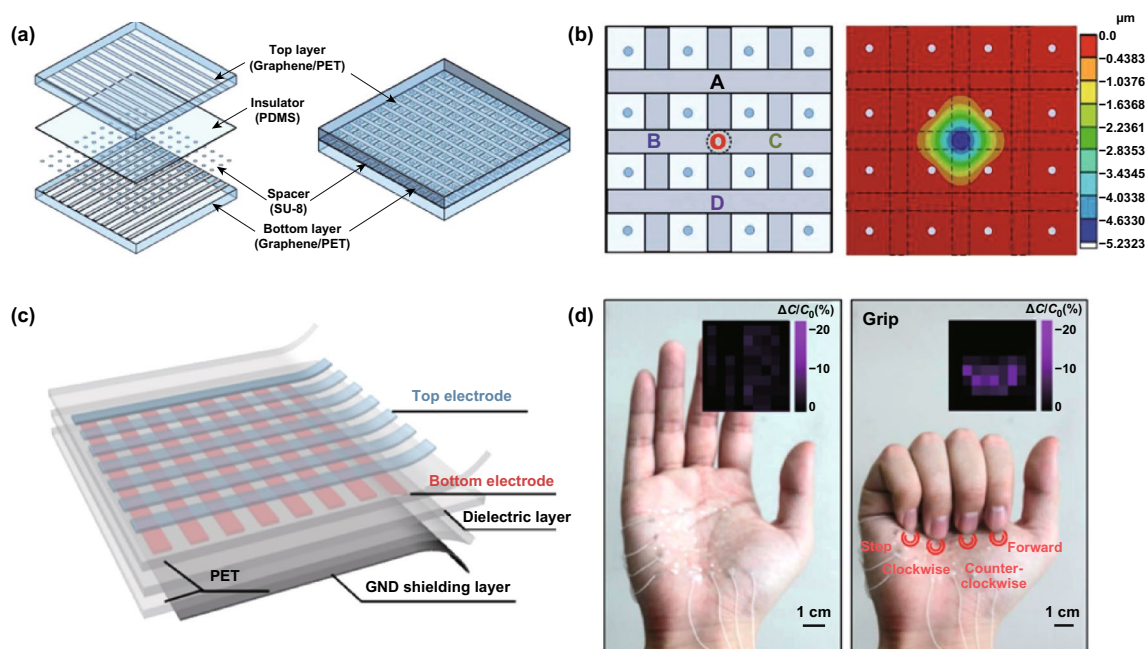 (a)
Top layer
(Graphene/PET)
Insulator
(PDMS)
Spacer
(SU-8)
Bottom layer
(Graphene/PET)
(b)
A
B
O
C
D
µm
0.0
−0.4383
−1.0376
−1.6368
−2.2361
−2.8353
−3.4345
−4.0338
−4.6330
−5.2323
(c)
Top electrode
Bottom electrode
Dielectric layer
PET
GND shielding layer
(d)
ΔC/C₀(%)
−20
−10
0
1 cm
Grip
ΔC/C₀(%)
−20
−10
0
Stop
Forward
Clockwise
Counter-
clockwise
1 cm